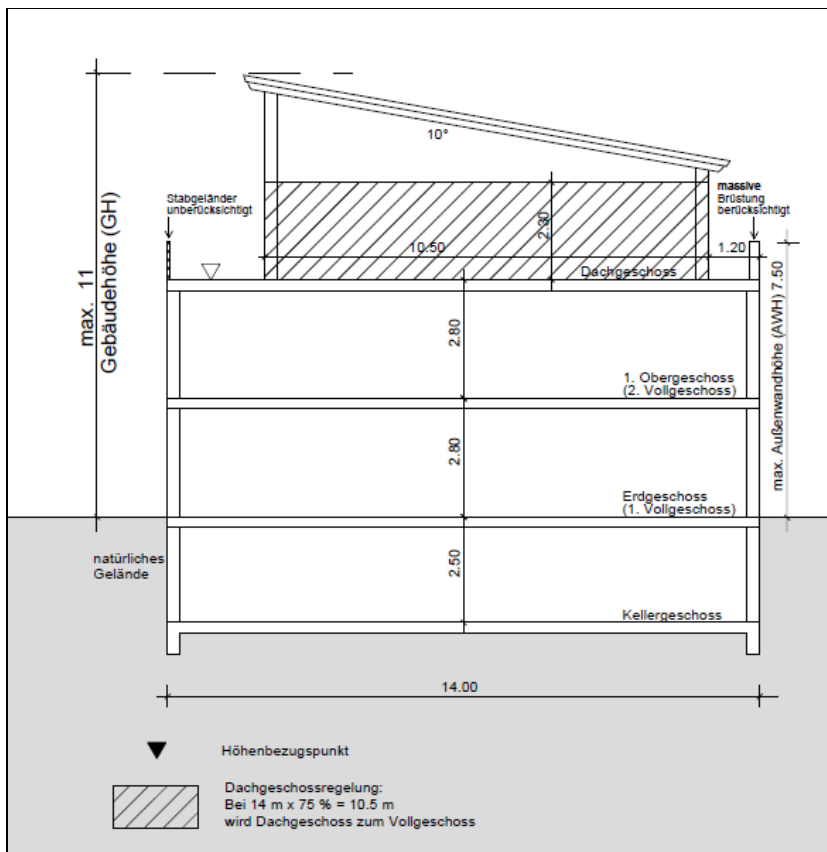 10°
Stabgeländer
unberücksichtigt
massive
Brüstung
berücksichtigt
max. 11
Gebäudehöhe (GH)
2.30
10.50
1.20
Dachgeschoss
max. Außenwandhöhe (AWH) 7.50
2.80
1. Obergeschoss
(2. Vollgeschoss)
2.80
Erdgeschoss
(1. Vollgeschoss)
natürliches
Gelände
2.50
Kellergeschoss
14.00
Höhenbezugspunkt
Dachgeschossregelung:
Bei 14 m x 75 % = 10.5 m
wird Dachgeschoss zum Vollgeschoss